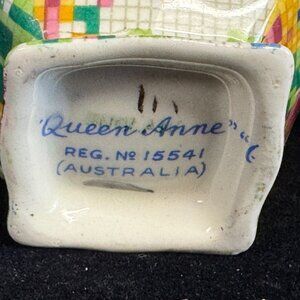 "Queen Anne"
REG. No 15541
(AUSTRALIA)